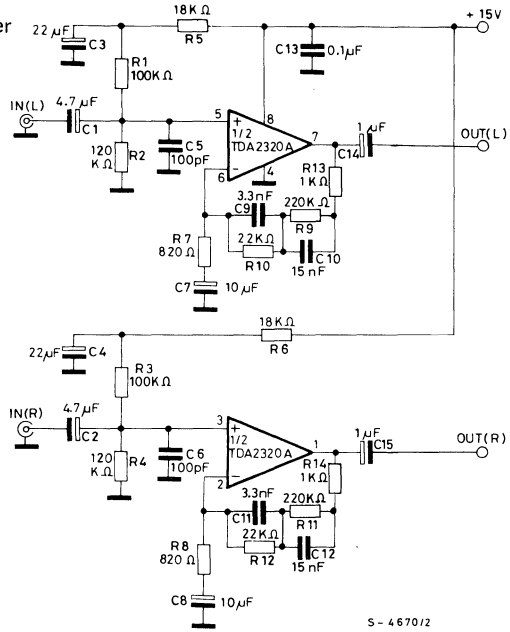 er
18KΩ
R5
+ 15V
22µF
C3
R1
100KΩ
C13
0.1µF
IN(L)
4.7µF
C1
5
+
8
1/2
TDA2320A
7
1µF
C14
OUT(L)
120
KΩ
R2
C5
100pF
6
−
4
R13
1KΩ
3.3nF
C9
220KΩ
R9
R7
820Ω
22KΩ
R10
C10
15nF
C7
10µF
18KΩ
R6
22µF
C4
R3
100KΩ
IN(R)
4.7µF
C2
3
+
1/2
TDA2320A
1
1µF
C15
OUT(R)
120
KΩ
R4
C6
100pF
2
−
R14
1KΩ
3.3nF
C11
220KΩ
R11
R8
820Ω
22KΩ
R12
C12
15nF
C8
10µF
S-4670/2